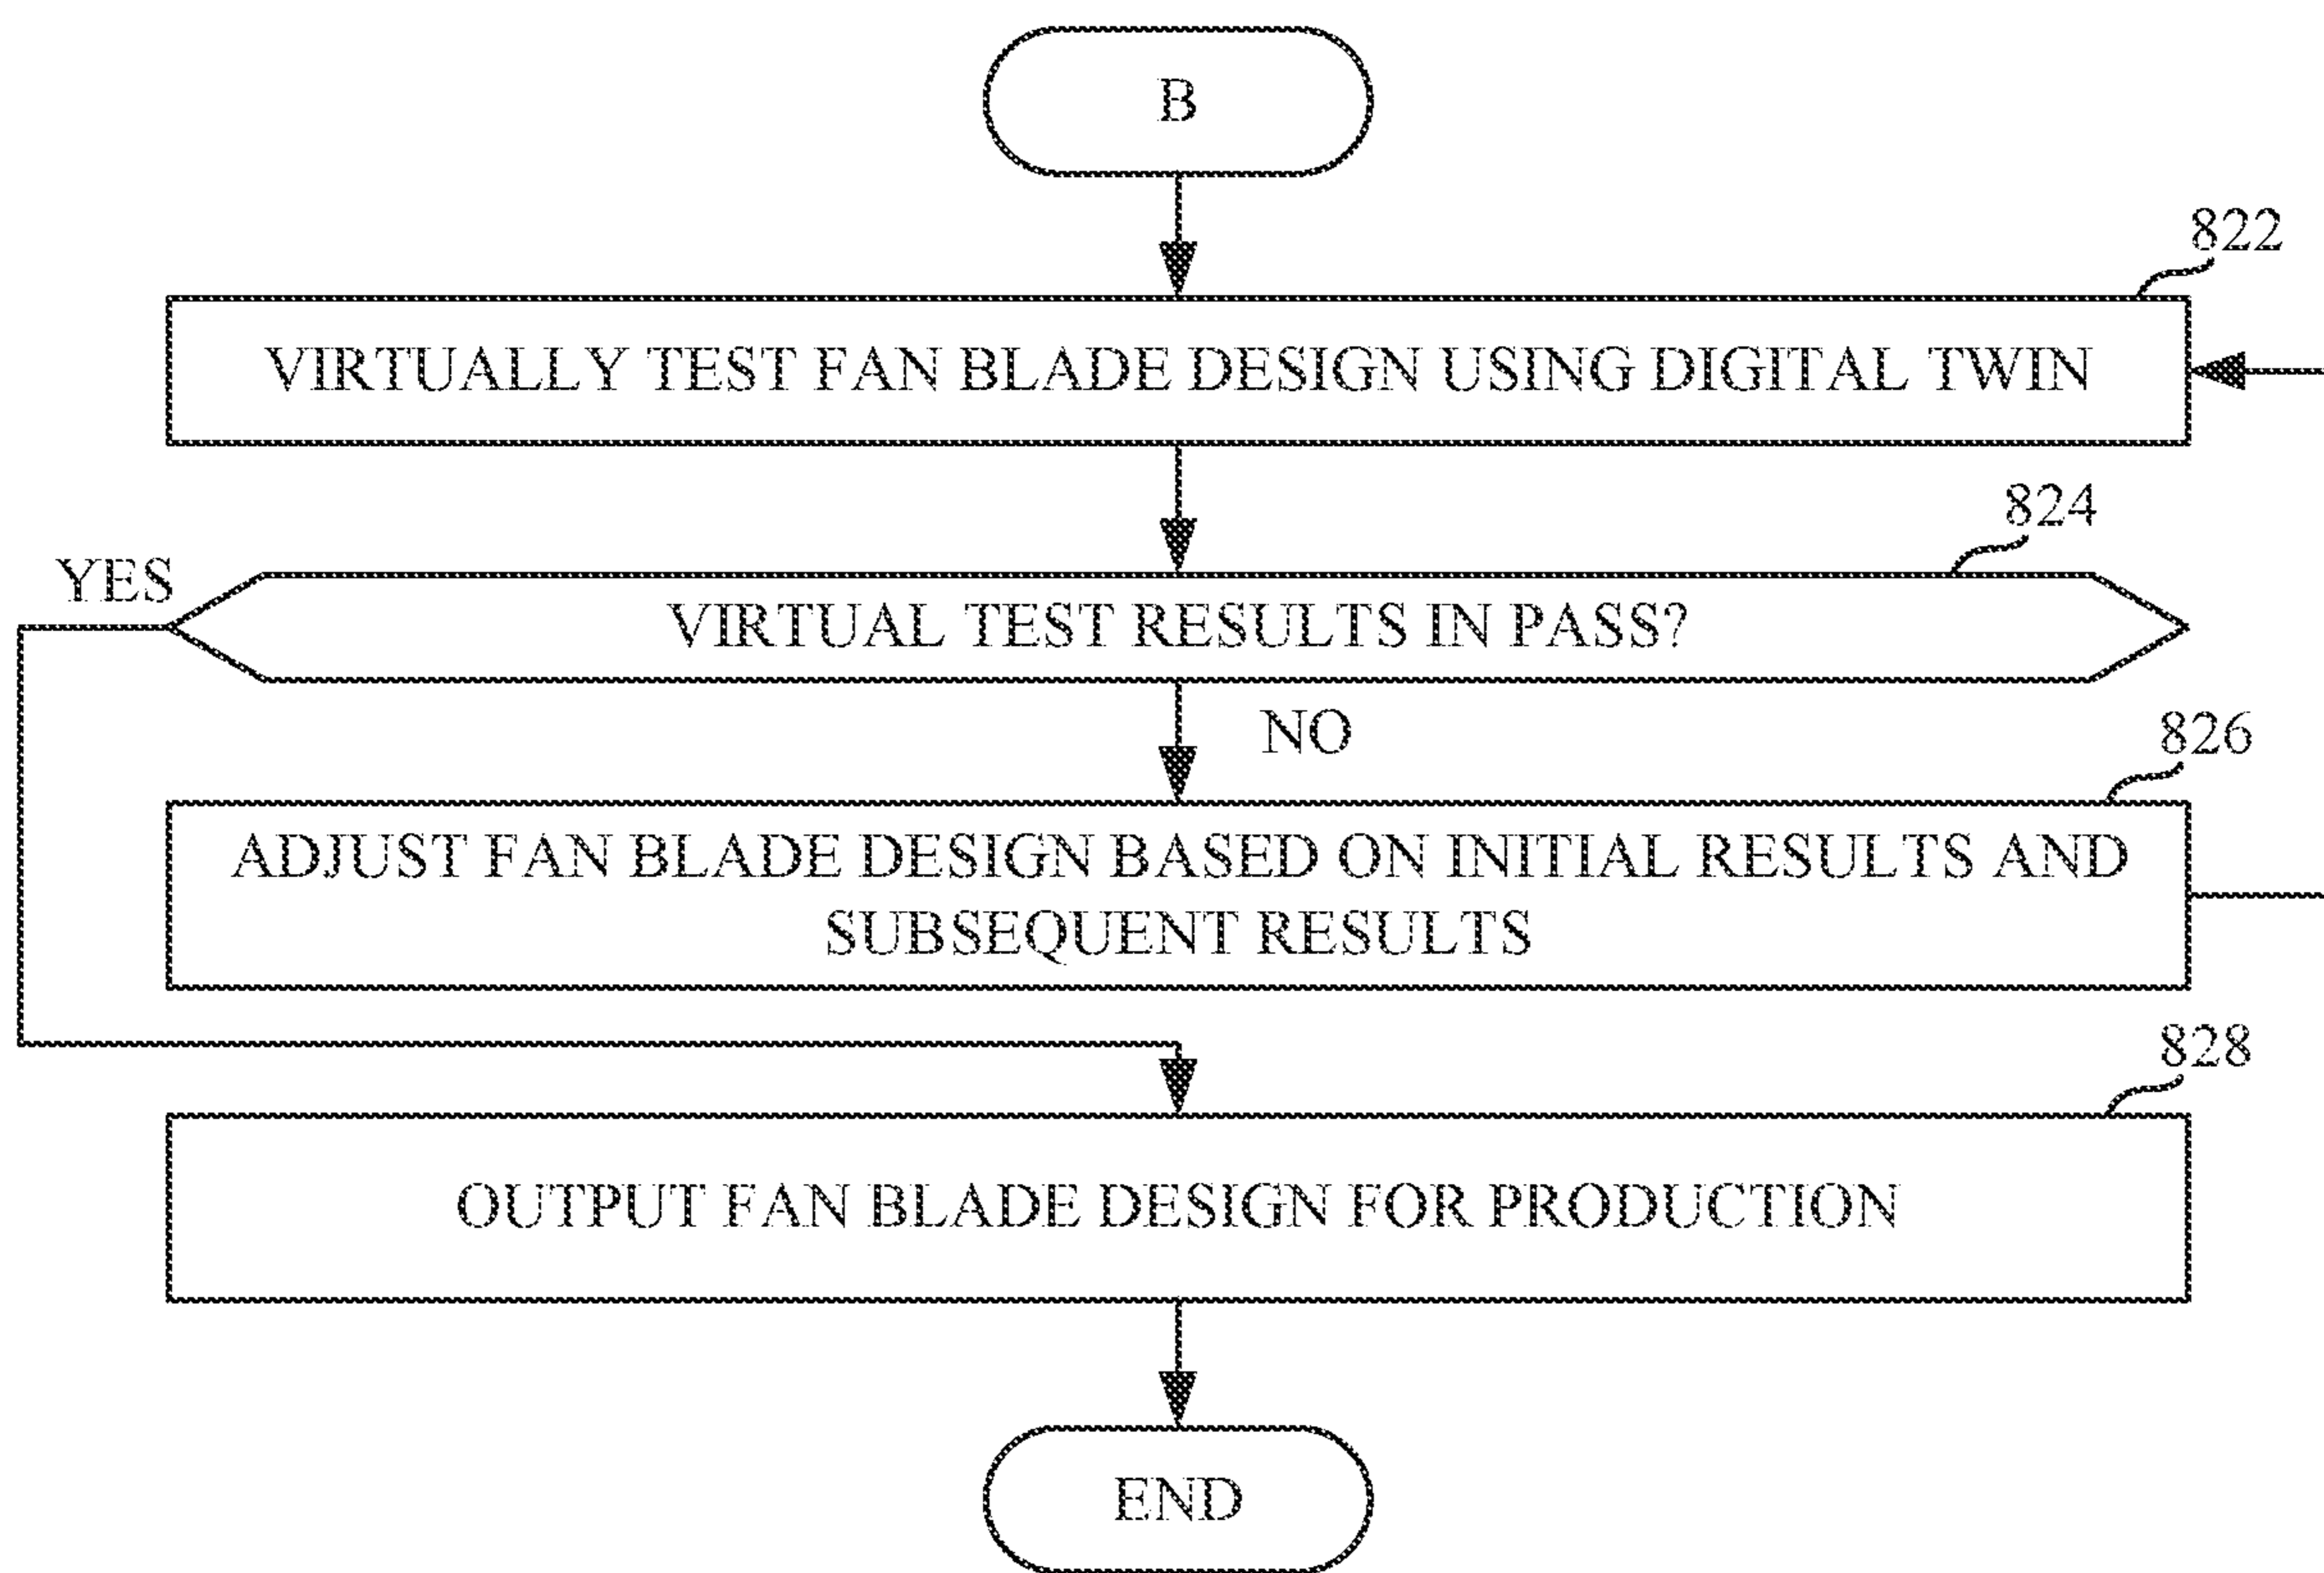 B
822
VIRTUALLY TEST FAN BLADE DESIGN USING DIGITAL TWIN
824
YES
VIRTUAL TEST RESULTS IN PASS?
NO
826
ADJUST FAN BLADE DESIGN BASED ON INITIAL RESULTS AND
SUBSEQUENT RESULTS
828
OUTPUT FAN BLADE DESIGN FOR PRODUCTION
END